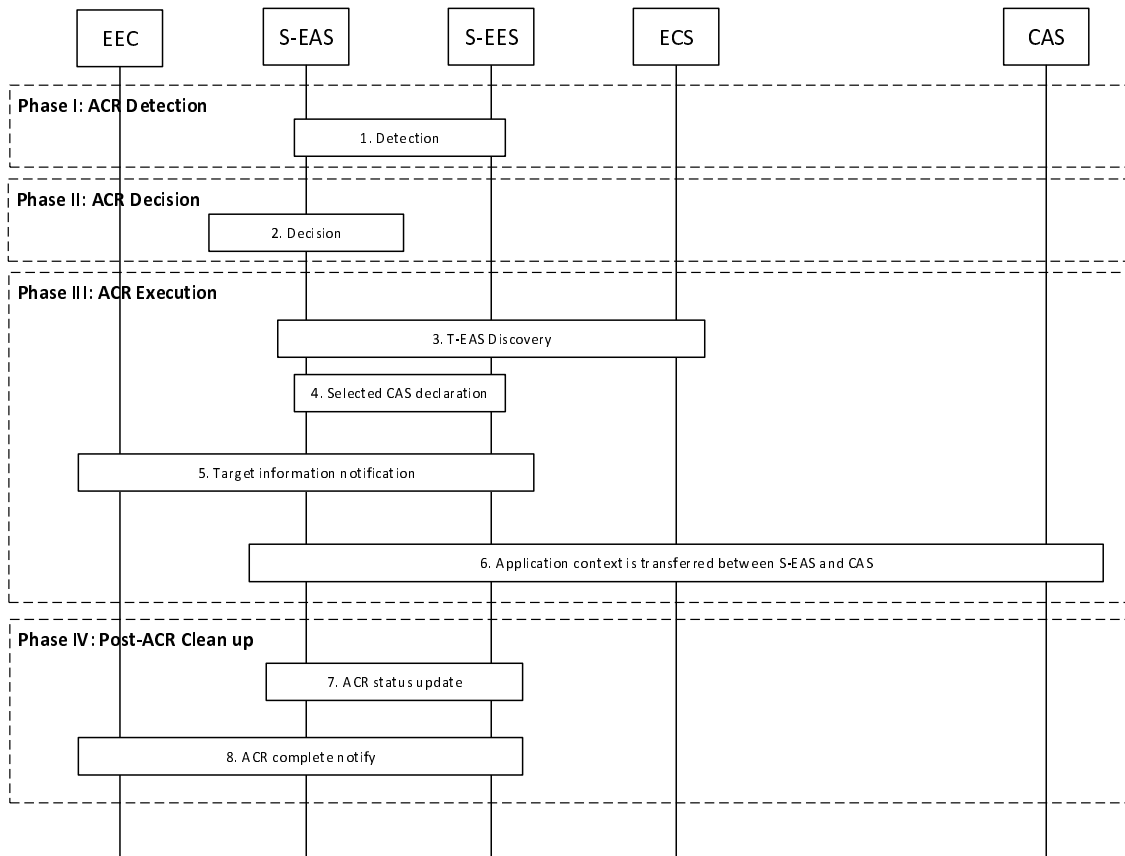 EEC
S-EAS
S-EES
ECS
CAS
Phase I: ACR Detection
1. Detection
Phase II: ACR Decision
2. Decision
Phase III: ACR Execution
3. T-EAS Discovery
4. Selected CAS declaration
5. Target information notification
6. Application context is transferred between S-EAS and CAS
Phase IV: Post-ACR Clean up
7. ACR status update
8. ACR complete notify